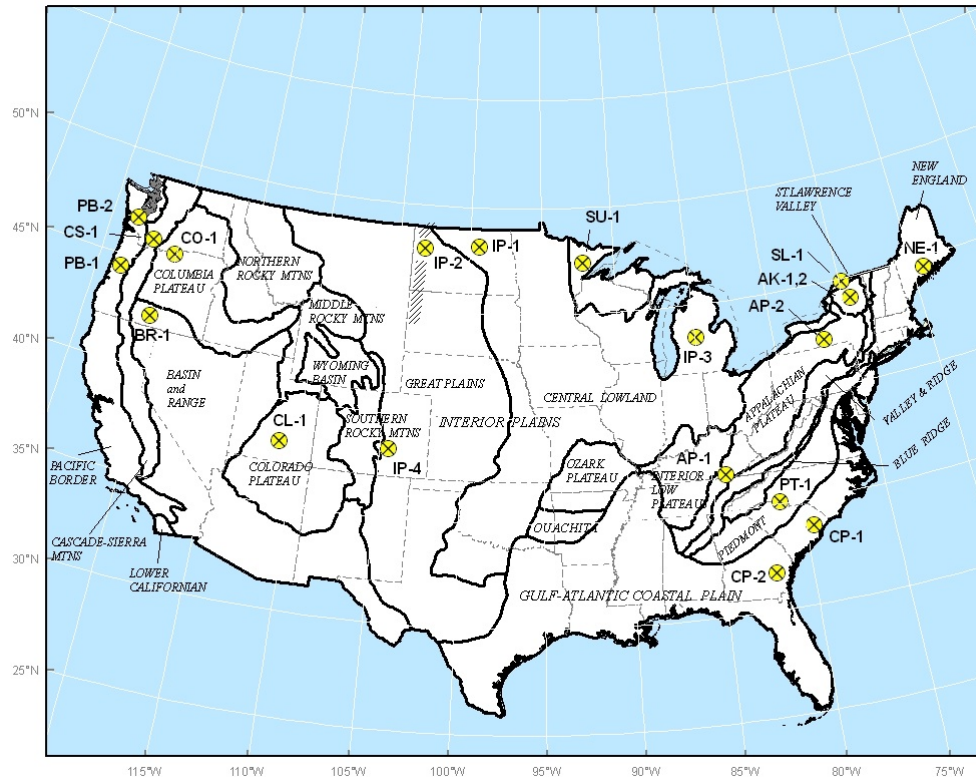 50°N
45°N
40°N
35°N
30°N
25°N
115°W
110°W
105°W
100°W
95°W
90°W
85°W
80°W
75°W
NEW
ENGLAND
ST LAWRENCE
VALLEY
PB-2
CS-1
PB-1
CO-1
COLUMBIA
PLATEAU
BR-1
NORTHERN
ROCKY MTNS
MIDDLE
ROCKY MTNS
WYOMING
BASIN
BASIN
and
RANGE
IP-2
IP-1
SU-1
SL-1
AK-1,2
AP-2
NE-1
IP-3
GREAT PLAINS
INTERIOR PLAINS
CENTRAL LOWLAND
CL-1
COLORADO
PLATEAU
SOUTHERN
ROCKY MTNS
IP-4
OZARK
PLATEAU
OUACHITA
AP-1
INTERIOR
LOW
PLATEAU
APPALACHIAN
PLATEAU
VALLEY & RIDGE
BLUE RIDGE
PT-1
PIEDMONT
CP-1
CP-2
GULF-ATLANTIC COASTAL PLAIN
PACIFIC
BORDER
CASCADE-SIERRA
MTNS
LOWER
CALIFORNIAN